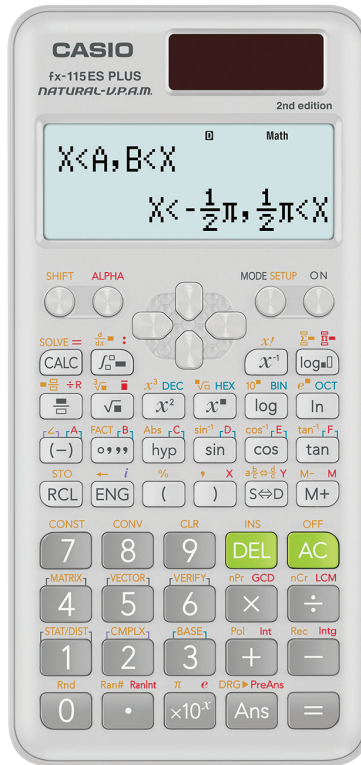 CASIO
fx-115ES PLUS
NATURAL-V.P.A.M.
2nd edition
D Math
X<A,B<X
X<-1/2π,1/2π<X
SHIFT ALPHA MODE SETUP ON
SOLVE = d/dx■ : x! Σ■ Π■
CALC ∫□■ x⁻¹ log■□
■■/■ ÷R ³√■ x³ DEC ■√□ HEX 10■ BIN e■ OCT
■/■ √■ x² x■ log ln
∠ A FACT B Abs C sin⁻¹ D cos⁻¹ E tan⁻¹ F
(−) °,,, hyp sin cos tan
STO ← i % , X a b/c⇔d/c Y M− M
RCL ENG ( ) S⇔D M+
CONST CONV CLR INS OFF
7 8 9 DEL AC
MATRIX VECTOR VERIFY nPr GCD nCr LCM
4 5 6 × ÷
STAT/DIST CMPLX BASE Pol Int Rec Intg
1 2 3 + −
Rnd Ran# RanInt π e DRG▶ PreAns
0 • ×10ˣ Ans =